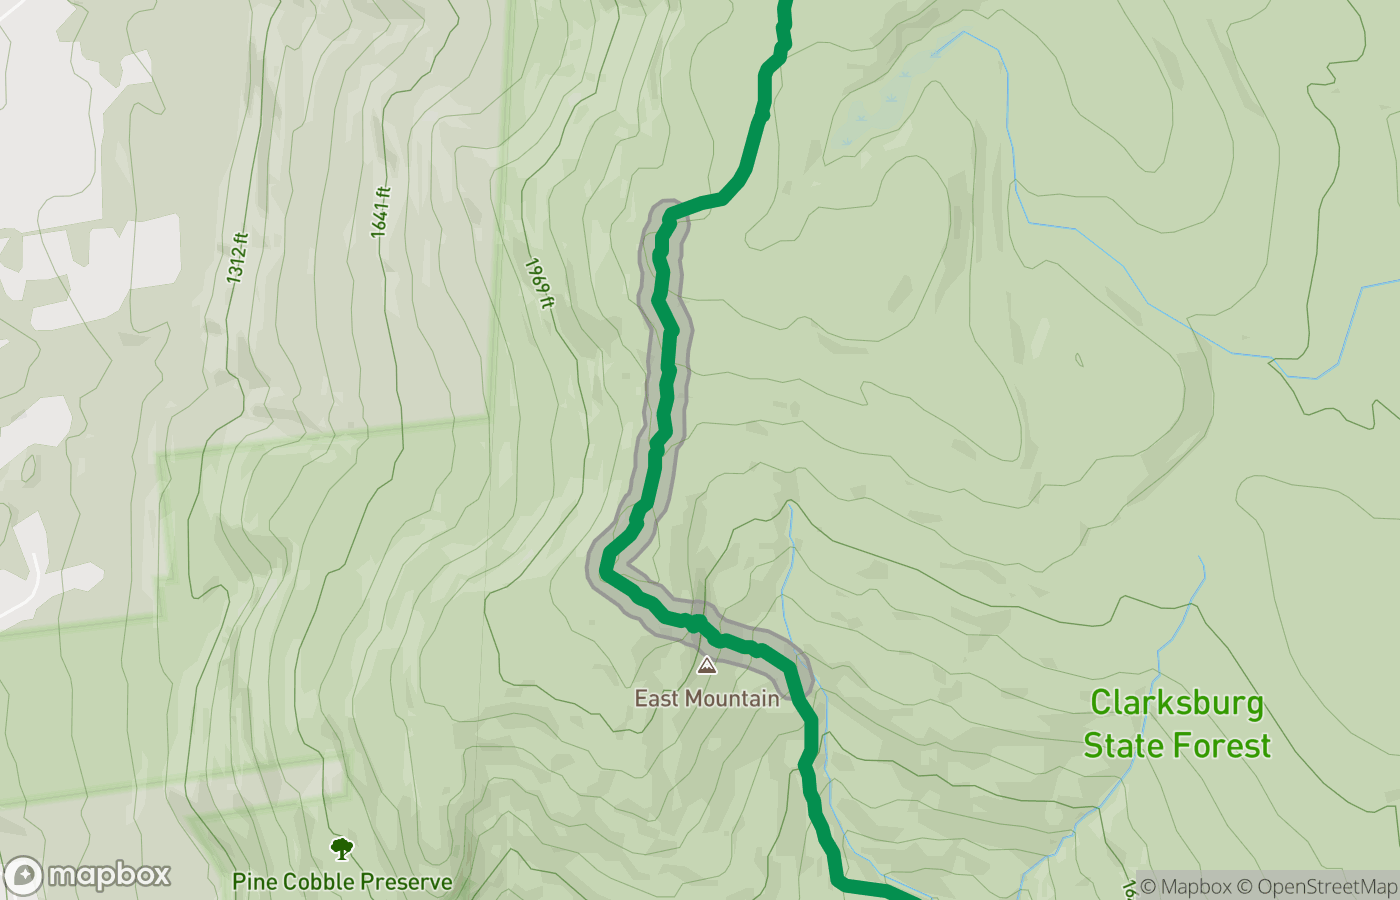 1312 ft
1641 ft
1969 ft
East Mountain
Clarksburg
State Forest
Pine Cobble Preserve
mapbox
© Mapbox © OpenStreetMap